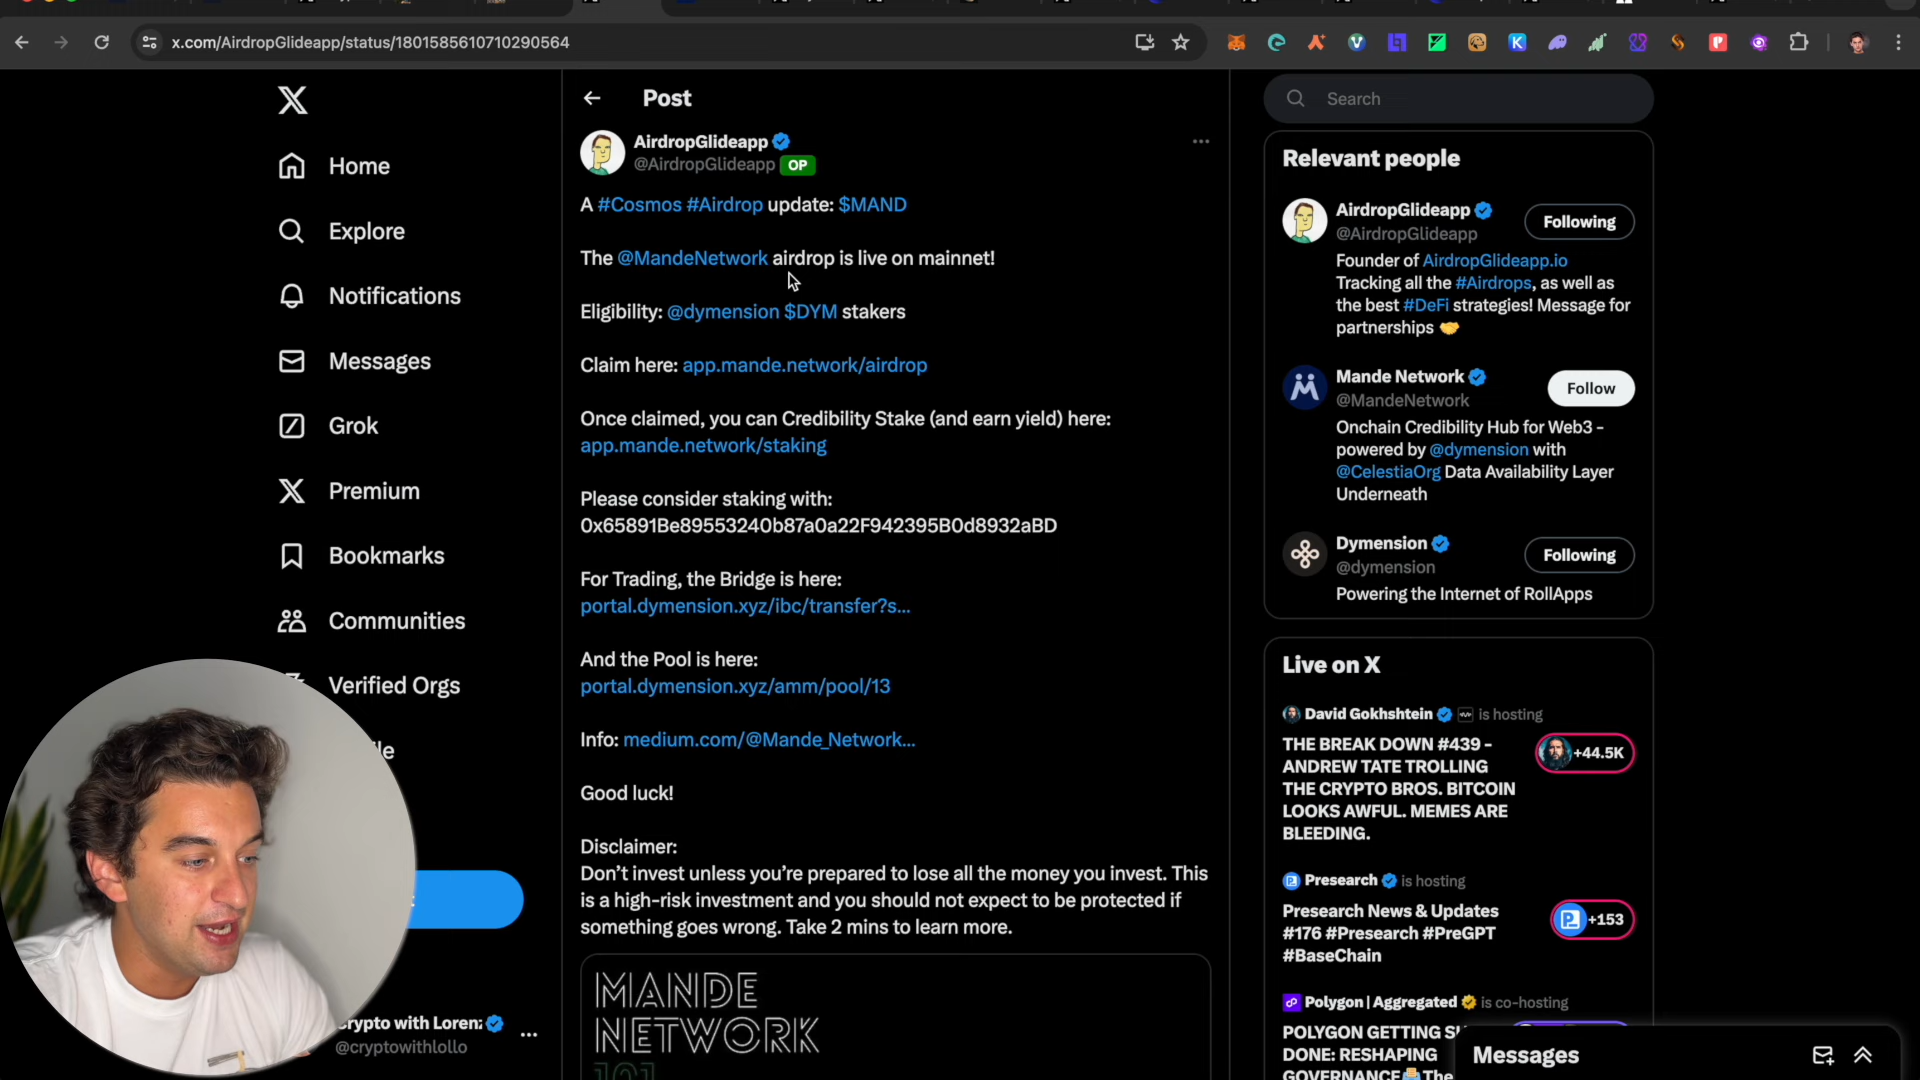 x.com/AirdropGlideapp/status/1801585610710290564
Home
Explore
Notifications
Messages
Grok
Premium
Bookmarks
Communities
Verified Orgs
Crypto with Lorenz
@cryptowithlollo
Post
AirdropGlideapp
@AirdropGlideapp OP
A #Cosmos #Airdrop update: $MAND
The @MandeNetwork airdrop is live on mainnet!
Eligibility: @dymension $DYM stakers
Claim here: app.mande.network/airdrop
Once claimed, you can Credibility Stake (and earn yield) here:
app.mande.network/staking
Please consider staking with:
0x65891Be89553240b87a0a22F942395B0d8932aBD
For Trading, the Bridge is here:
portal.dymension.xyz/ibc/transfer?s...
And the Pool is here:
portal.dymension.xyz/amm/pool/13
Info: medium.com/@Mande_Network...
Good luck!
Disclaimer:
Don't invest unless you're prepared to lose all the money you invest. This
is a high-risk investment and you should not expect to be protected if
something goes wrong. Take 2 mins to learn more.
MANDE
NETWORK
101
Search
Relevant people
AirdropGlideapp
@AirdropGlideapp
Following
Founder of AirdropGlideapp.io
Tracking all the #Airdrops, as well as
the best #DeFi strategies! Message for
partnerships 🤝
Mande Network
@MandeNetwork
Follow
Onchain Credibility Hub for Web3 -
powered by @dymension with
@CelestiaOrg Data Availability Layer
Underneath
Dymension
@dymension
Following
Powering the Internet of RollApps
Live on X
David Gokhshtein is hosting
THE BREAK DOWN #439 -
ANDREW TATE TROLLING
THE CRYPTO BROS. BITCOIN
LOOKS AWFUL. MEMES ARE
BLEEDING.
+44.5K
Presearch is hosting
Presearch News & Updates
#176 #Presearch #PreGPT
#BaseChain
+153
Polygon | Aggregated is co-hosting
POLYGON GETTING
DONE: RESHAPING
GOVERNANCE The
Messages